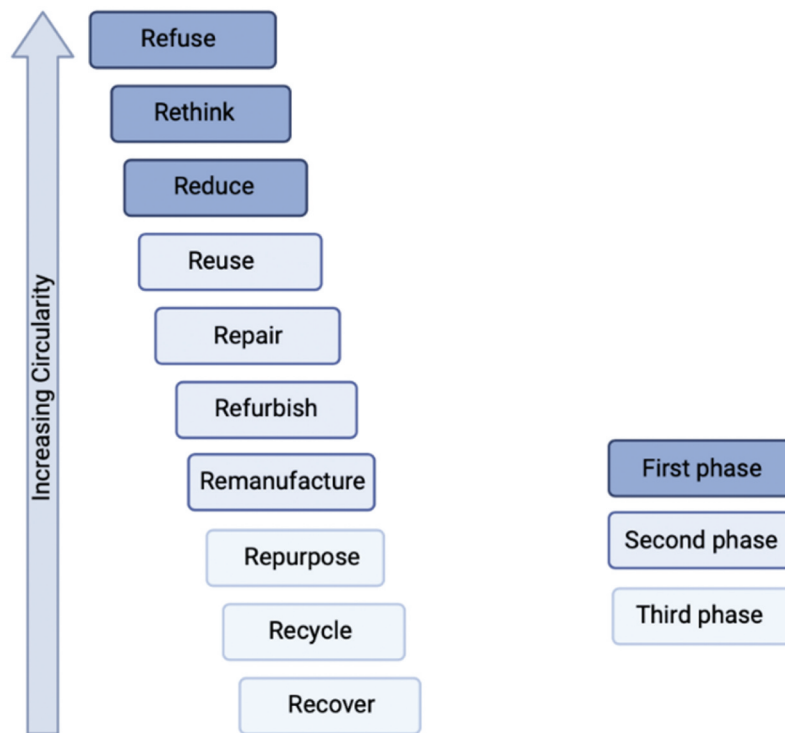 Refuse
Rethink
Reduce
Reuse
Repair
Refurbish
Remanufacture
Repurpose
Recycle
Recover
Increasing Circularity
First phase
Second phase
Third phase